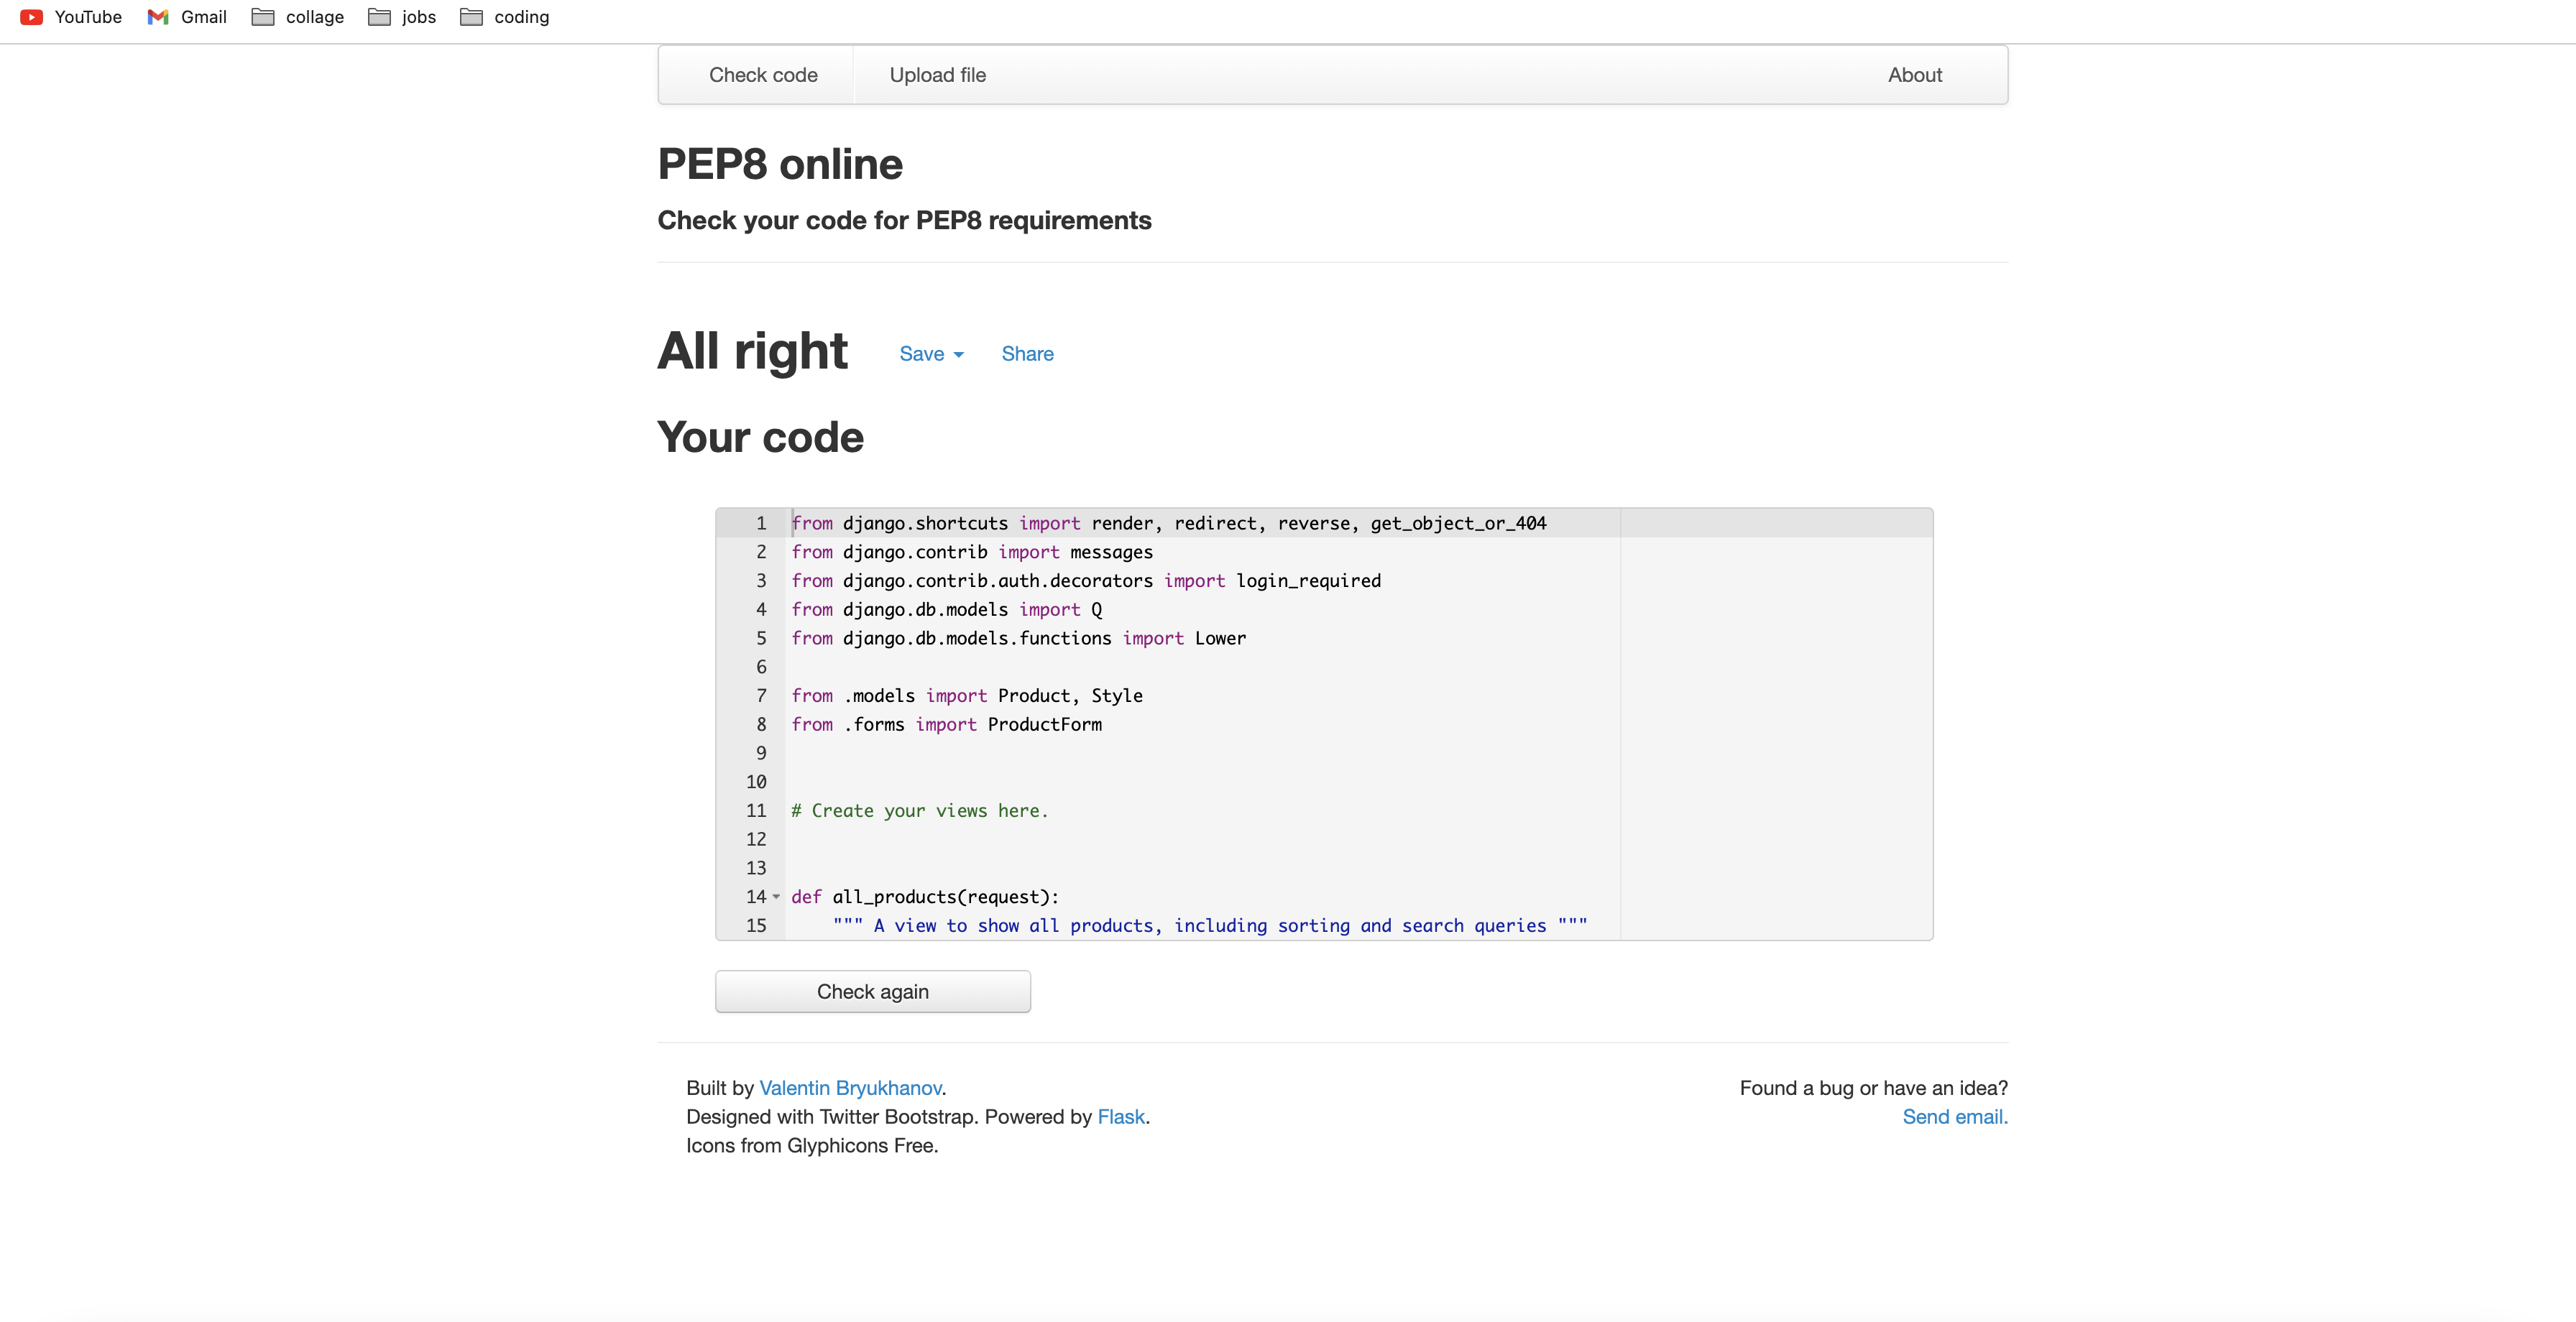 YouTube Gmail collage jobs coding
Check code Upload file About
PEP8 online
Check your code for PEP8 requirements
All right Save Share
Your code
1 from django.shortcuts import render, redirect, reverse, get_object_or_404
2 from django.contrib import messages
3 from django.contrib.auth.decorators import login_required
4 from django.db.models import Q
5 from django.db.models.functions import Lower
6
7 from .models import Product, Style
8 from .forms import ProductForm
9
10
11 # Create your views here.
12
13
14 def all_products(request):
15 """ A view to show all products, including sorting and search queries """
Check again
Built by Valentin Bryukhanov.
Designed with Twitter Bootstrap. Powered by Flask.
Icons from Glyphicons Free.
Found a bug or have an idea?
Send email.